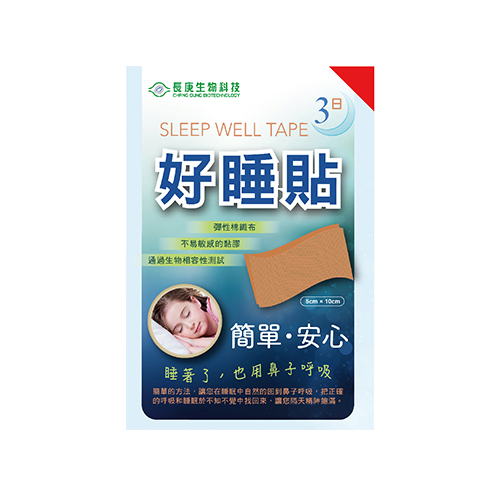 長庚生物科技
CHANG GUNG BIOTECHNOLOGY
3日
SLEEP WELL TAPE
好睡貼
彈性棉織布
不易敏感的黏膠
通過生物相容性測試
5cm × 10cm
簡單・安心
睡著了，也用鼻子呼吸
簡單的方法，讓您在睡眠中自然的回到鼻子呼吸，把正確
的呼吸和睡眠於不知不覺中找回來，讓您隔天精神飽滿。